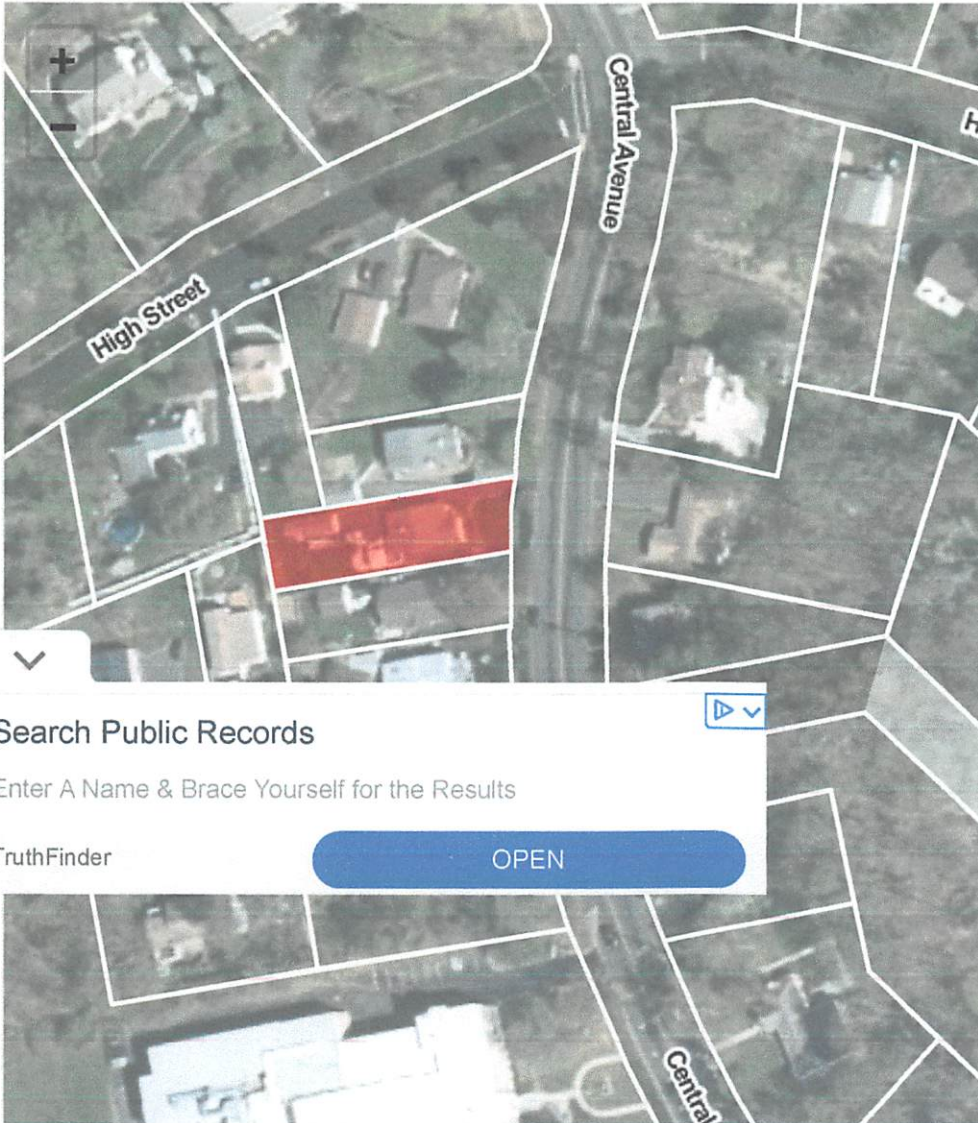 +
−
Central Avenue
H
High Street
Search Public Records
Enter A Name & Brace Yourself for the Results
TruthFinder
OPEN
Central